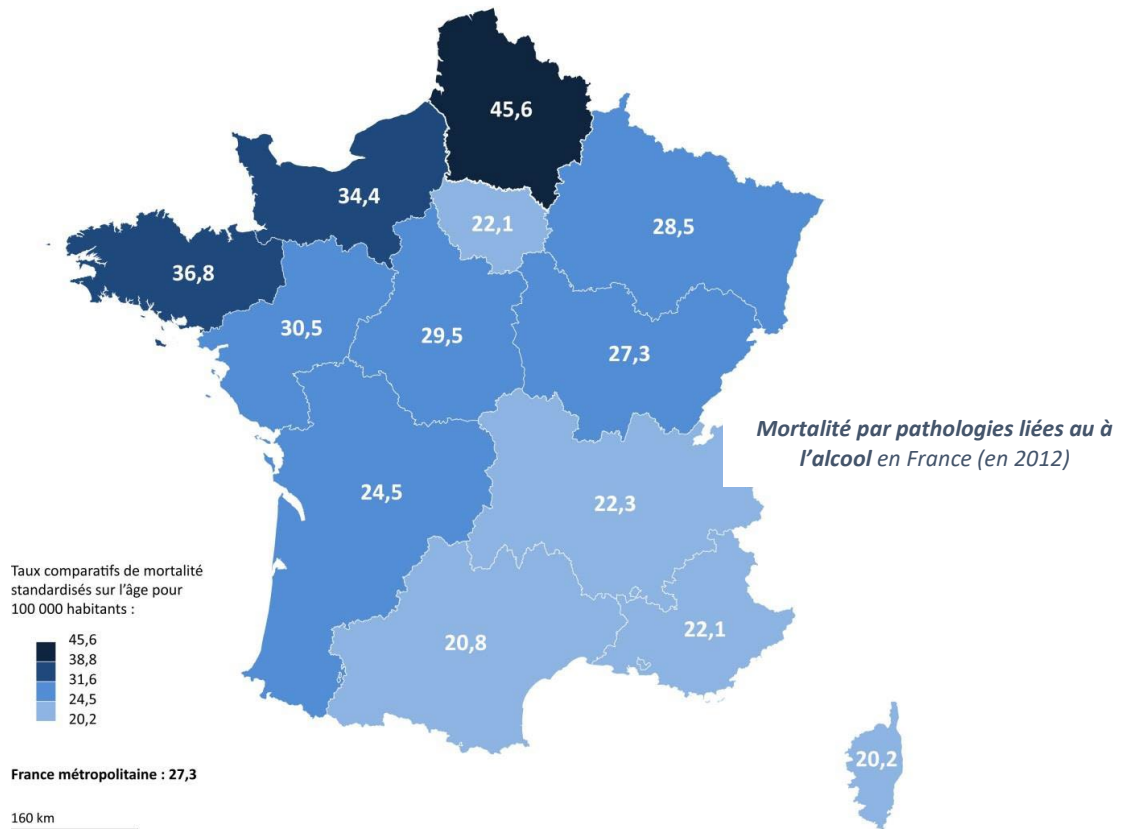 45,6
34,4
22,1
28,5
36,8
30,5
29,5
27,3
Mortalité par pathologies liées au à
l’alcool en France (en 2012)
24,5
22,3
Taux comparatifs de mortalité
standardisés sur l’âge pour
100 000 habitants :
45,6
38,8
31,6
24,5
20,2
20,8
22,1
20,2
France métropolitaine : 27,3
160 km